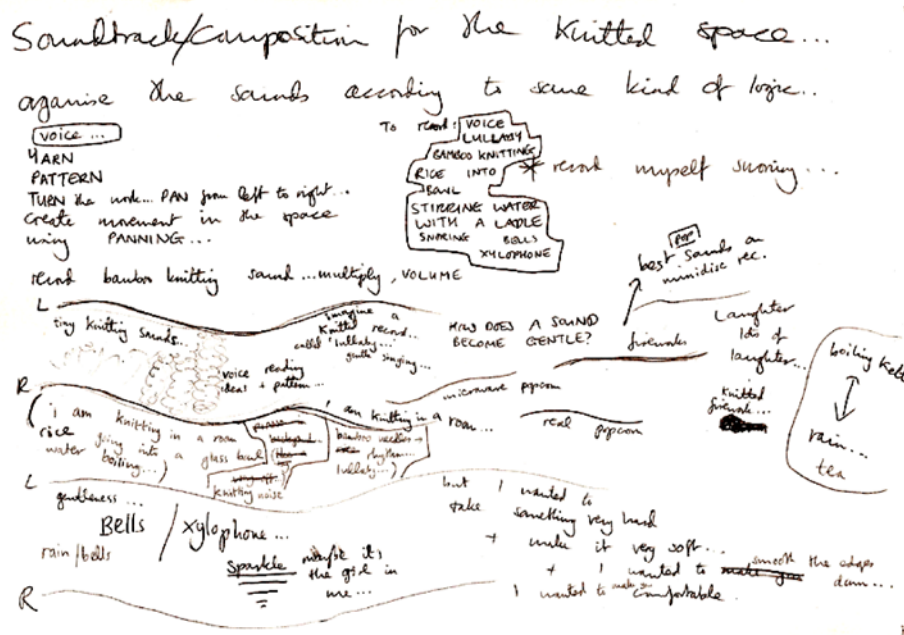 Soundtrack/Composition for the Knitted space...
organise the sounds according to some kind of logic..
voice ...
YARN
PATTERN
TURN the work... PAN from left to right...
create movement in the space
using PANNING...
To record: VOICE
LULLABY
BAMBOO KNITTING
RICE INTO
BOWL
STIRRING WATER
WITH A LADLE
SNORING BELLS
XYLOPHONE
* record myself snoring...
record bamboo knitting sound...multiply, VOLUME
POP
best sounds on
minidisc rec.
L
tiny knitting sounds...
imagine a
knitted record...
called 'lullaby...
gentle singing...
voice reading
ideas + pattern...
HOW DOES A SOUND
BECOME GENTLE?
fireworks
Laughter
lots of
laughter...
Knitted
firework...
boiling kettle
rain...
tea
R
microwave popcorn
real popcorn
i am knitting in a room
i am knitting in a room...
rice going into a glass bowl
water boiling...)
knitting noise
bamboo needles
rhythm...
lullaby...)
L
gentleness...
BELLS / xylophone...
rain/bells
sparkle maybe it's
the girl in
me...
R
but I wanted to
take something very hard
+ make it very soft...
+ I wanted to smooth the edges
down...
I wanted to make comfortable.